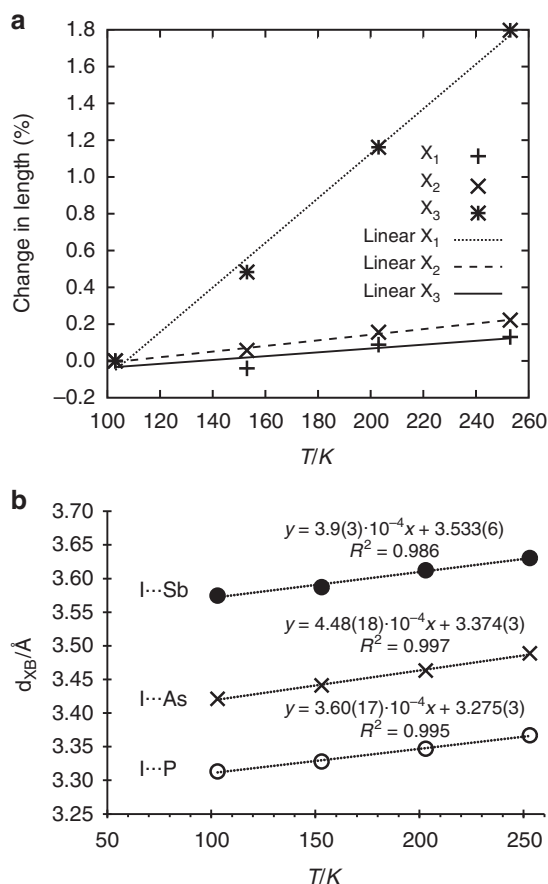 a
1.8
1.6
1.4
1.2
1.0
0.8
0.6
0.4
0.2
0.0
−0.2
Change in length (%)
X₁
X₂
X₃
Linear X₁
Linear X₂
Linear X₃
100 120 140 160 180 200 220 240 260
T/K
b
3.70
3.65
3.60
3.55
3.50
3.45
3.40
3.35
3.30
3.25
dXB/Å
y = 3.9(3)·10⁻⁴x + 3.533(6)
R² = 0.986
I···Sb
y = 4.48(18)·10⁻⁴x + 3.374(3)
R² = 0.997
I···As
y = 3.60(17)·10⁻⁴x + 3.275(3)
R² = 0.995
I···P
50 100 150 200 250
T/K